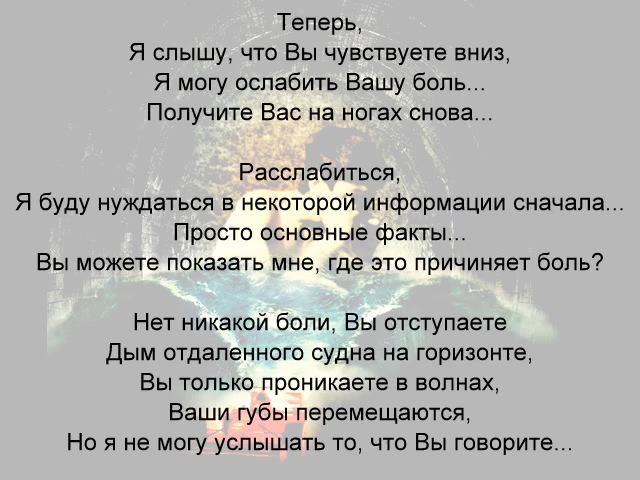 Теперь,
Я слышу, что Вы чувствуете вниз,
Я могу ослабить Вашу боль...
Получите Вас на ногах снова...
Расслабиться,
Я буду нуждаться в некоторой информации сначала...
Просто основные факты...
Вы можете показать мне, где это причиняет боль?
Нет никакой боли, Вы отступаете
Дым отдаленного судна на горизонте,
Вы только проникаете в волнах,
Ваши губы перемещаются,
Но я не могу услышать то, что Вы говорите...